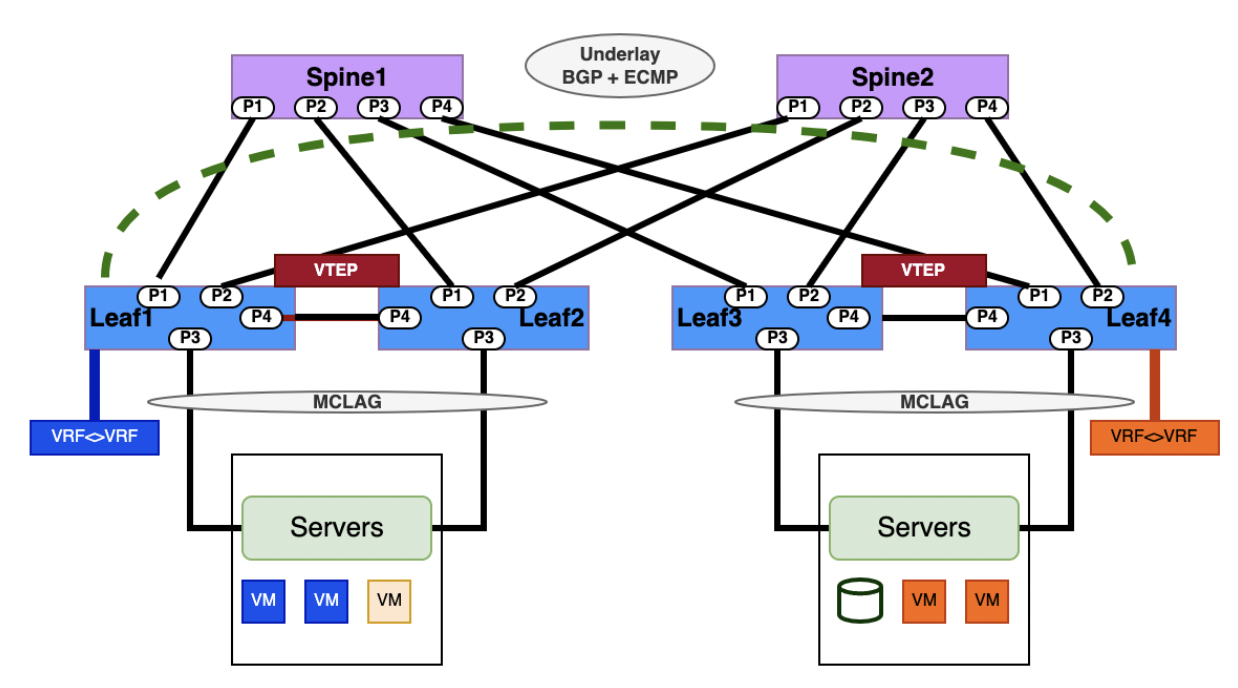 Underlay
BGP + ECMP
Spine1
Spine2
P1
P2
P3
P4
P1
P2
P3
P4
VTEP
VTEP
P1
P2
P1
P2
P1
P2
P1
P2
Leaf1
P4
P4
Leaf2
Leaf3
P4
P4
Leaf4
P3
P3
P3
P3
MCLAG
MCLAG
VRF<>VRF
VRF<>VRF
Servers
Servers
VM
VM
VM
VM
VM